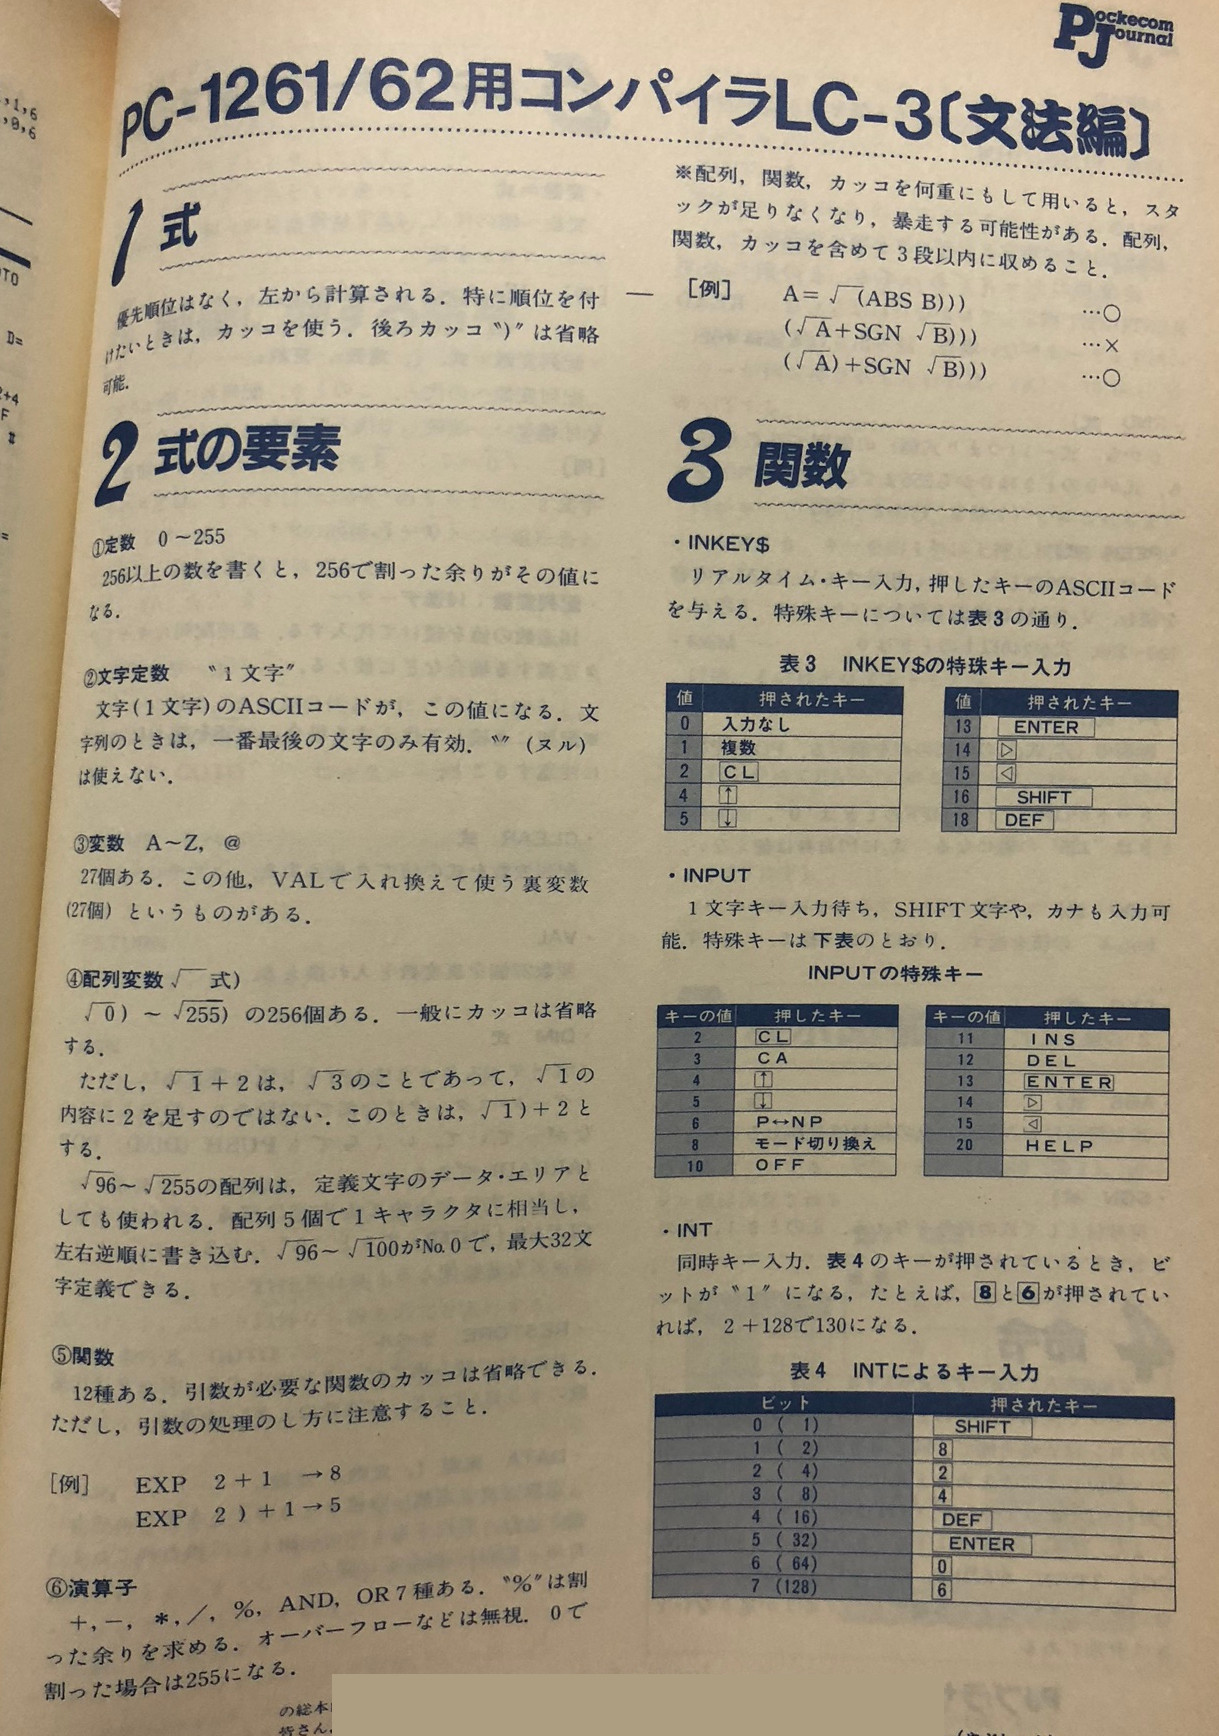 Pockecom Journal
,1,6
,0,6
OTO
D=
2+4
F
=
PC-1261/62用コンパイラLC-3〔文法編〕
1 式
優先順位はなく，左から計算される．特に順位を付
けたいときは，カッコを使う．後ろカッコ〝)〞は省略
可能．
2 式の要素
①定数　0～255
256以上の数を書くと，256で割った余りがその値に
なる．
②文字定数　〝1文字〞
文字(1文字)のASCIIコードが，この値になる．文
字列のときは，一番最後の文字のみ有効．〝〞(ヌル)
は使えない．
③変数　A～Z，@
27個ある．この他，VALで入れ換えて使う裏変数
(27個) というものがある．
④配列変数√￣式)
√0) ～ √255) の256個ある．一般にカッコは省略
する．
ただし，√1+2は，√3のことであって，√1の
内容に2を足すのではない．このときは，√1)+2と
する．
√96～√255の配列は，定義文字のデータ・エリアと
しても使われる．配列5個で1キャラクタに相当し，
左右逆順に書き込む．√96～√100がNo.0で，最大32文
字定義できる．
⑤関数
12種ある．引数が必要な関数のカッコは省略できる．
ただし，引数の処理のし方に注意すること．
[例]　EXP　2+1　→8
EXP　2)+1→5
⑥演算子
+，-，*，/，%，AND，OR7種ある．〝%〞は割
った余りを求める．オーバーフローなどは無視．0で
割った場合は255になる．
の総本
皆さん．
※配列，関数，カッコを何重にもして用いると，スタ
ックが足りなくなり，暴走する可能性がある．配列，
関数，カッコを含めて3段以内に収めること．
[例]　A=√(ABS B)))　…○
(√A+SGN √B)))　…×
(√A)+SGN √B)))　…○
3 関数
・INKEY$
リアルタイム・キー入力，押したキーのASCIIコード
を与える．特殊キーについては表3の通り．
表3　INKEY$の特殊キー入力
値　押されたキー
0　入力なし
1　複数
2　CL
4　↑
5　↓
値　押されたキー
13　ENTER
14　▷
15　◁
16　SHIFT
18　DEF
・INPUT
1文字キー入力待ち，SHIFT文字や，カナも入力可
能．特殊キーは下表のとおり．
INPUTの特殊キー
キーの値　押したキー
2　CL
3　CA
4　↑
5　↓
6　P↔NP
8　モード切り換え
10　OFF
キーの値　押したキー
11　INS
12　DEL
13　ENTER
14　▷
15　◁
20　HELP
・INT
同時キー入力．表4のキーが押されているとき，ビ
ットが〝1〞になる，たとえば，8と6が押されてい
れば，2+128で130になる．
表4　INTによるキー入力
ビット　押されたキー
0 (　1)　SHIFT
1 (　2)　8
2 (　4)　2
3 (　8)　4
4 ( 16)　DEF
5 ( 32)　ENTER
6 ( 64)　0
7 (128)　6